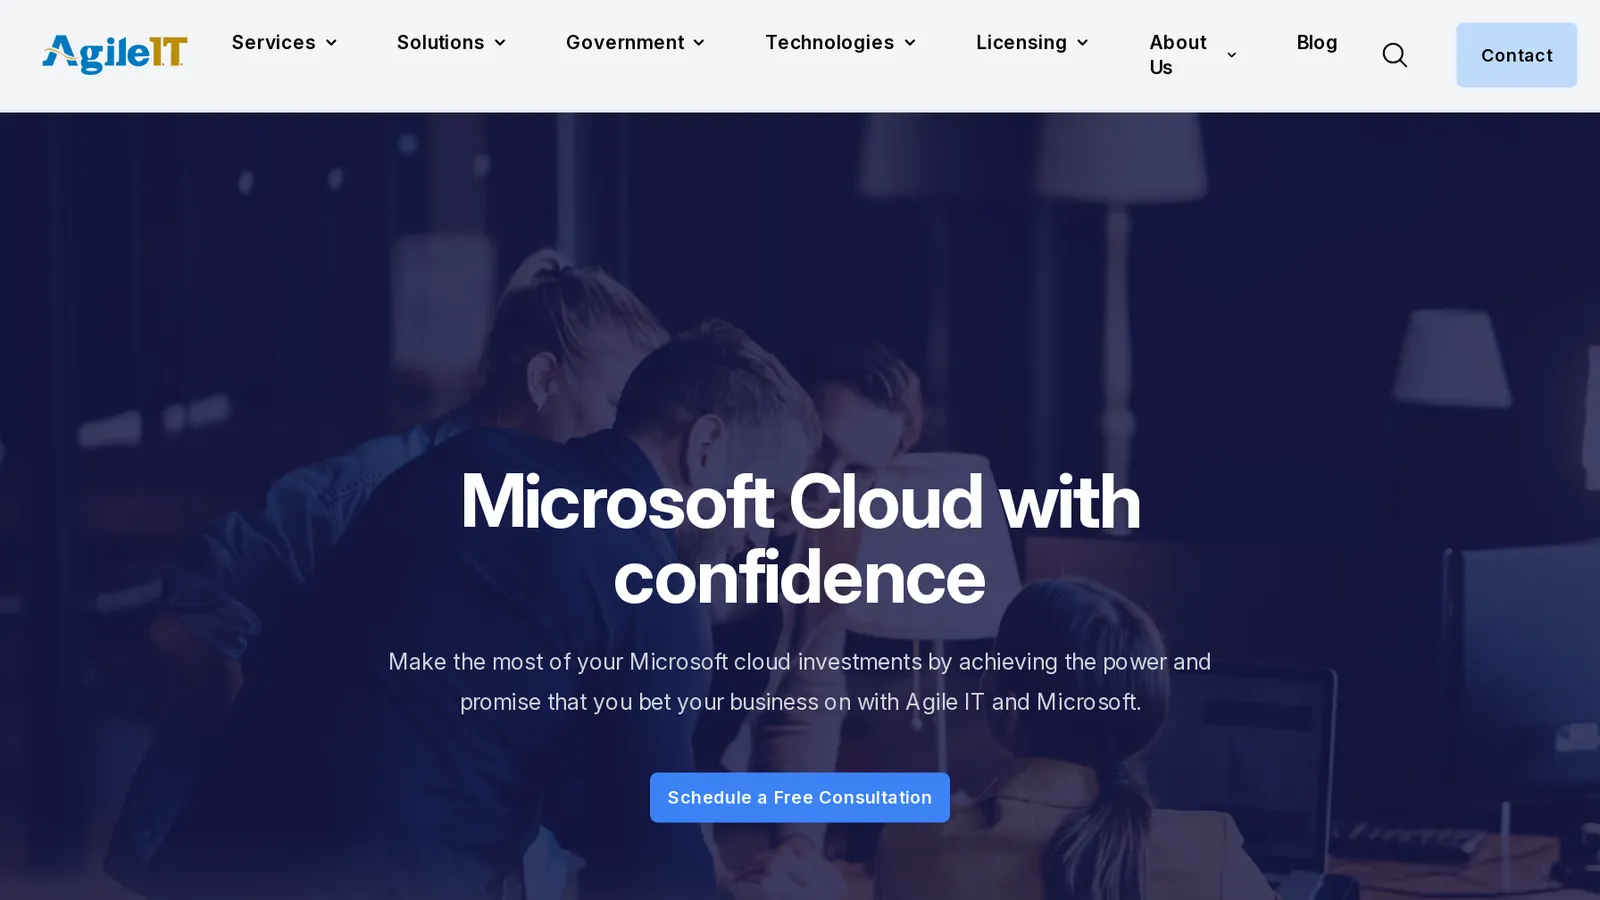 AgileIT
Services
Solutions
Government
Technologies
Licensing
About
Us
Blog
Contact
Microsoft Cloud with
confidence
Make the most of your Microsoft cloud investments by achieving the power and
promise that you bet your business on with Agile IT and Microsoft.
Schedule a Free Consultation